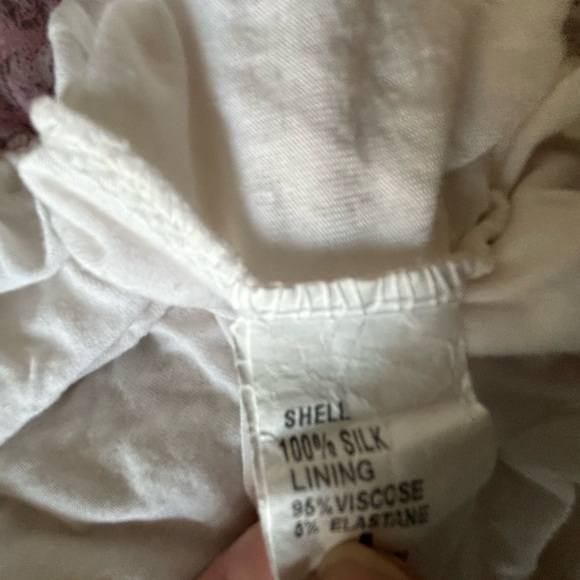 SHELL
100% SILK
LINING
95%VISCOSE
5% ELASTANE